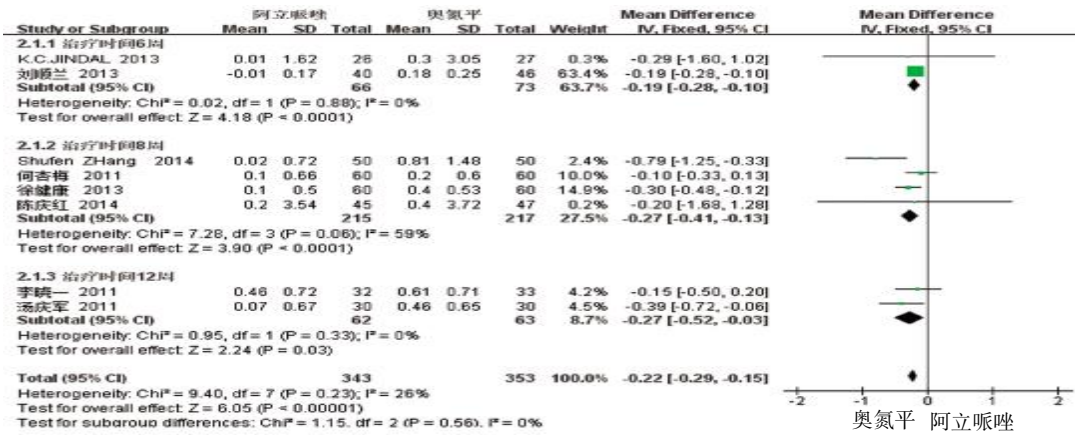 阿立哌唑 奥氮平 Mean Difference Mean Difference
Study or Subgroup Mean SD Total Mean SD Total Weight IV, Fixed, 95% CI IV, Fixed, 95% CI
2.1.1 治疗时间6周
K.C.JINDAL 2013 0.01 1.62 26 0.3 3.05 27 0.3% -0.29 [-1.60, 1.02]
刘顺兰 2013 -0.01 0.17 40 0.18 0.25 46 63.4% -0.19 [-0.28, -0.10]
Subtotal (95% CI) 66 73 63.7% -0.19 [-0.28, -0.10]
Heterogeneity: Chi² = 0.02, df = 1 (P = 0.88); I² = 0%
Test for overall effect: Z = 4.18 (P < 0.0001)
2.1.2 治疗时间8周
Shufen ZHang 2014 0.02 0.72 50 0.81 1.48 50 2.4% -0.79 [-1.25, -0.33]
何杏梅 2011 0.1 0.66 60 0.2 0.6 60 10.0% -0.10 [-0.33, 0.13]
徐健康 2013 0.1 0.5 60 0.4 0.53 60 14.9% -0.30 [-0.48, -0.12]
陈庆红 2014 0.2 3.54 45 0.4 3.72 47 0.2% -0.20 [-1.68, 1.28]
Subtotal (95% CI) 215 217 27.5% -0.27 [-0.41, -0.13]
Heterogeneity: Chi² = 7.28, df = 3 (P = 0.06); I² = 59%
Test for overall effect: Z = 3.90 (P < 0.0001)
2.1.3 治疗时间12周
李晓一 2011 0.46 0.72 32 0.61 0.71 33 4.2% -0.15 [-0.50, 0.20]
汤庆军 2011 0.07 0.67 30 0.46 0.65 30 4.5% -0.39 [-0.72, -0.06]
Subtotal (95% CI) 62 63 8.7% -0.27 [-0.52, -0.03]
Heterogeneity: Chi² = 0.95, df = 1 (P = 0.33); I² = 0%
Test for overall effect: Z = 2.24 (P = 0.03)
Total (95% CI) 343 353 100.0% -0.22 [-0.29, -0.15]
Heterogeneity: Chi² = 9.40, df = 7 (P = 0.23); I² = 26%
Test for overall effect: Z = 6.05 (P < 0.00001)
Test for subgroup differences: Chi² = 1.15, df = 2 (P = 0.56), I² = 0%
-2 -1 0 1 2
奥氮平 阿立哌唑